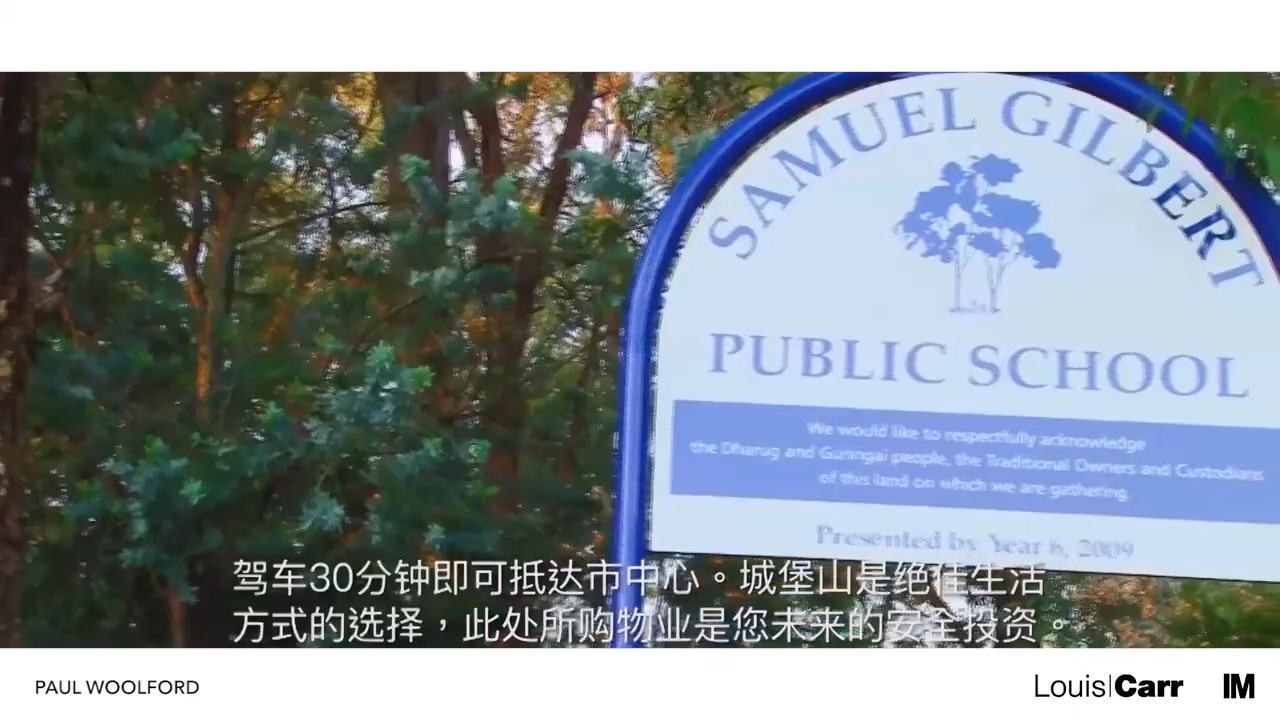 SAMUEL GILBERT
PUBLIC SCHOOL
We would like to respectfully acknowledge
the Dharug and Guringai people, the Traditional Owners and Custodians
of this land on which we are gathering.
Presented by Year 6, 2009
驾车30分钟即可抵达市中心。城堡山是绝佳生活
方式的选择，此处所购物业是您未来的安全投资。
PAUL WOOLFORD
Louis|Carr
IM